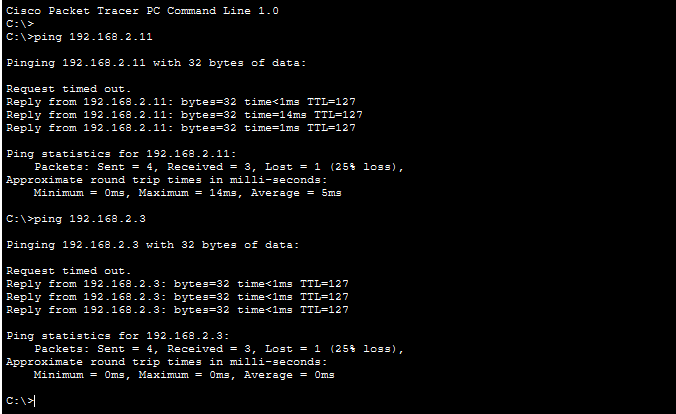 Cisco Packet Tracer PC Command Line 1.0
C:\>
C:\>ping 192.168.2.11
Pinging 192.168.2.11 with 32 bytes of data:
Request timed out.
Reply from 192.168.2.11: bytes=32 time<1ms TTL=127
Reply from 192.168.2.11: bytes=32 time=14ms TTL=127
Reply from 192.168.2.11: bytes=32 time=1ms TTL=127
Ping statistics for 192.168.2.11:
    Packets: Sent = 4, Received = 3, Lost = 1 (25% loss),
Approximate round trip times in milli-seconds:
    Minimum = 0ms, Maximum = 14ms, Average = 5ms
C:\>ping 192.168.2.3
Pinging 192.168.2.3 with 32 bytes of data:
Request timed out.
Reply from 192.168.2.3: bytes=32 time<1ms TTL=127
Reply from 192.168.2.3: bytes=32 time<1ms TTL=127
Reply from 192.168.2.3: bytes=32 time<1ms TTL=127
Ping statistics for 192.168.2.3:
    Packets: Sent = 4, Received = 3, Lost = 1 (25% loss),
Approximate round trip times in milli-seconds:
    Minimum = 0ms, Maximum = 0ms, Average = 0ms
C:\>